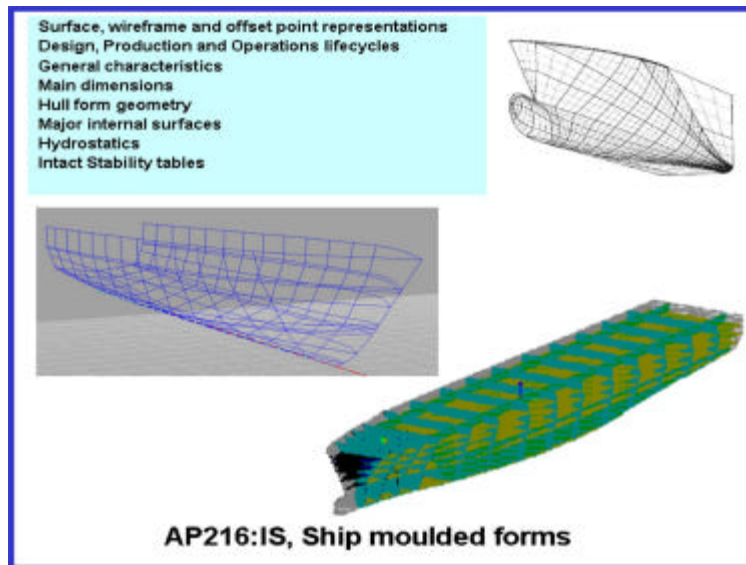 Surface, wireframe and offset point representations
Design, Production and Operations lifecycles
General characteristics
Main dimensions
Hull form geometry
Major internal surfaces
Hydrostatics
Intact Stability tables
AP216:IS, Ship moulded forms